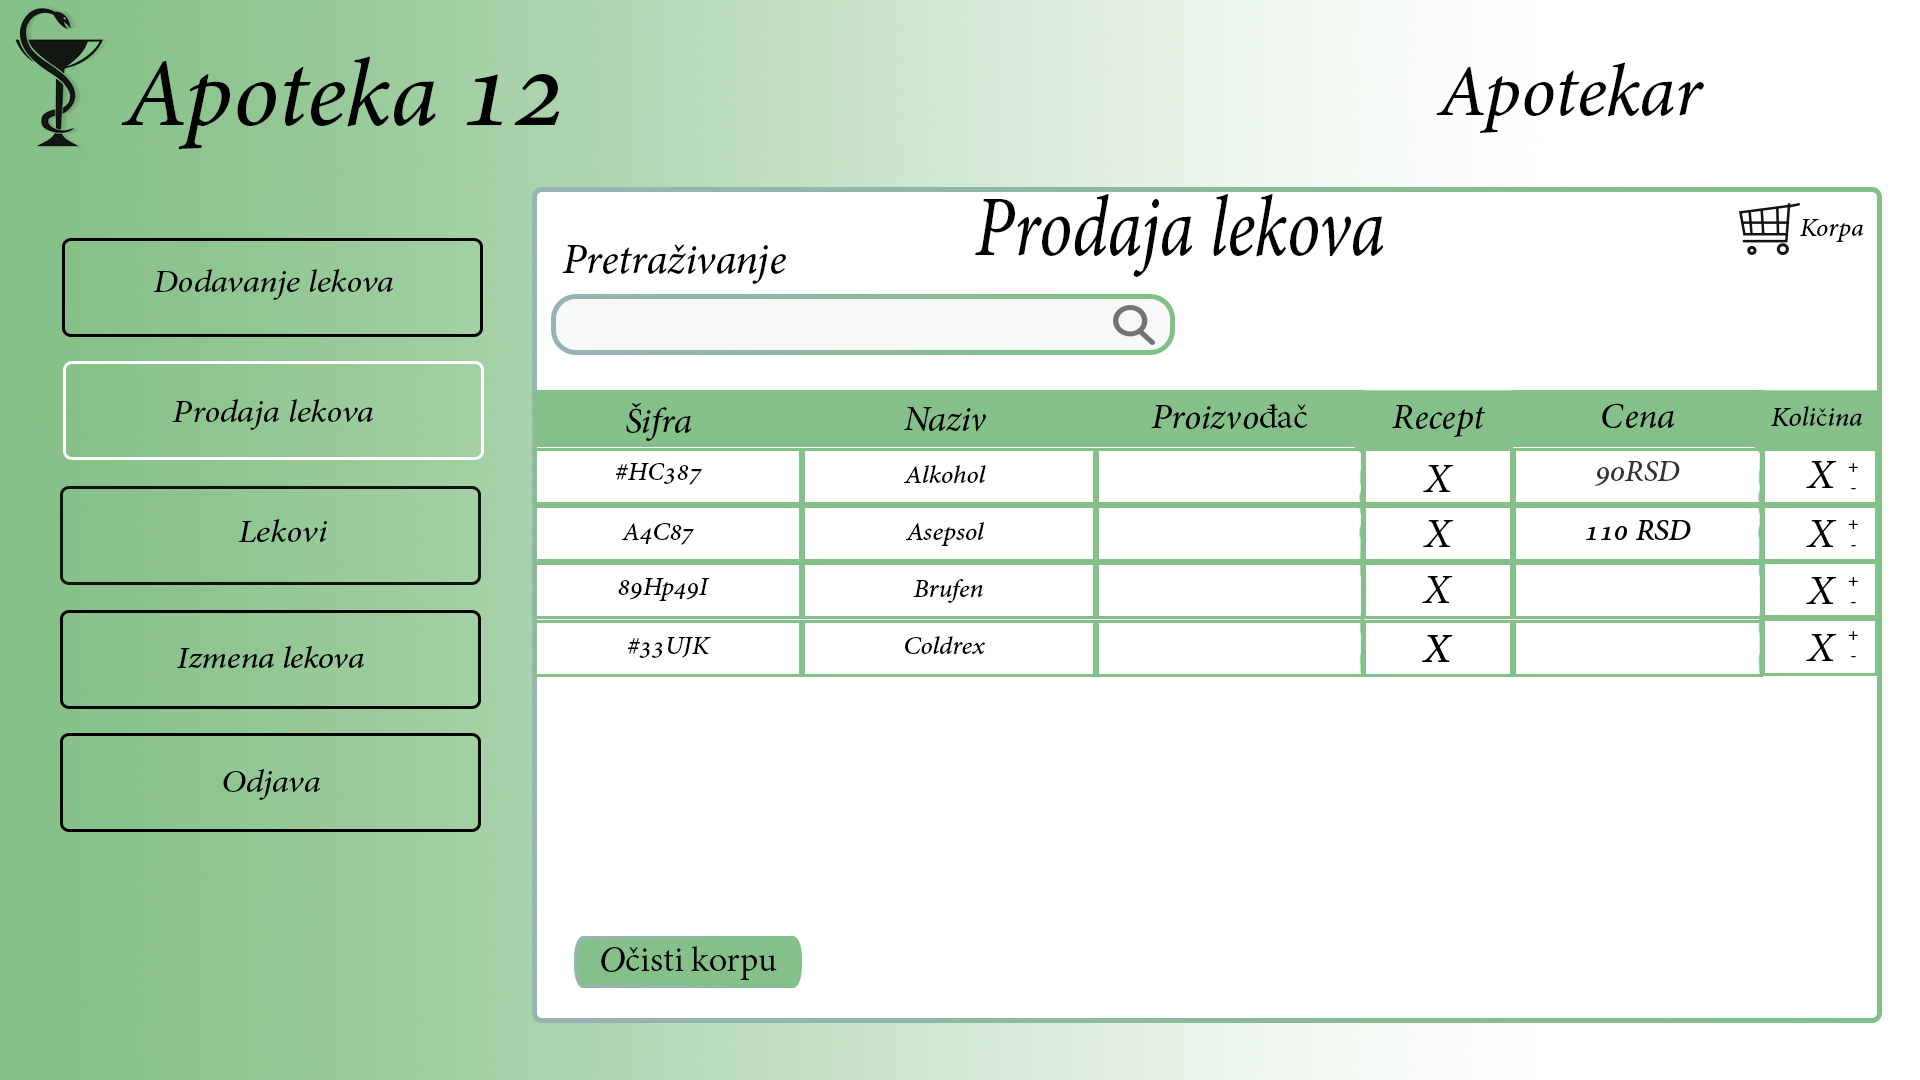 Apoteka 12
Apotekar
Dodavanje lekova
Prodaja lekova
Lekovi
Izmena lekova
Odjava
Prodaja lekova
Korpa
Pretraživanje
Šifra Naziv Proizvođač Recept Cena Količina
#HC387 Alkohol X 90RSD X + -
A4C87 Asepsol X 110 RSD X + -
89Hp49I Brufen X X + -
#33UJK Coldrex X X + -
Očisti korpu